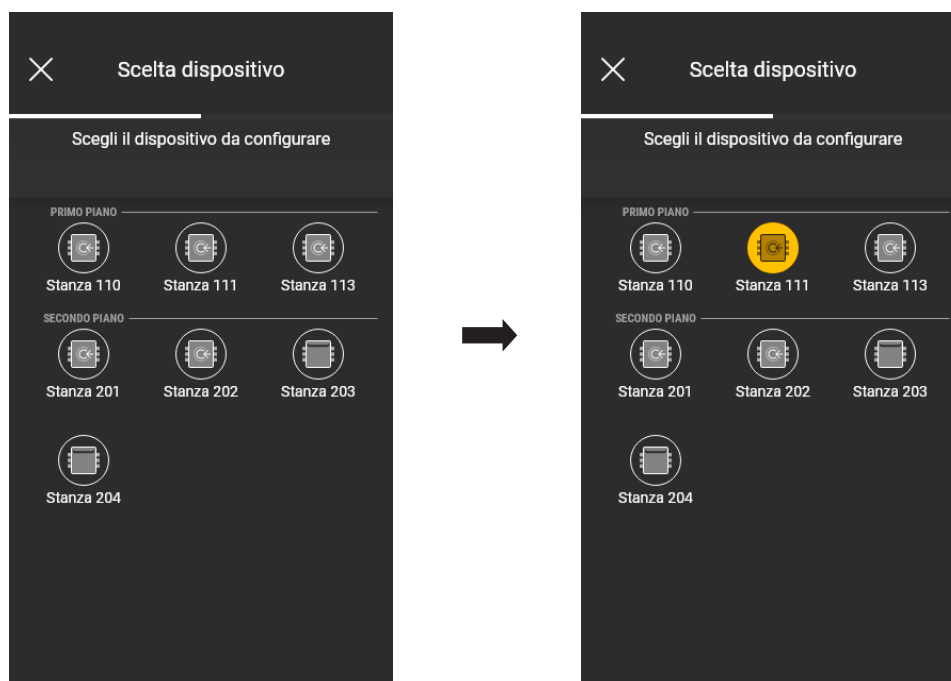 Scelta dispositivo
Scegli il dispositivo da configurare
PRIMO PIANO
Stanza 110 Stanza 111 Stanza 113
SECONDO PIANO
Stanza 201 Stanza 202 Stanza 203
Stanza 204
Scelta dispositivo
Scegli il dispositivo da configurare
PRIMO PIANO
Stanza 110 Stanza 111 Stanza 113
SECONDO PIANO
Stanza 201 Stanza 202 Stanza 203
Stanza 204